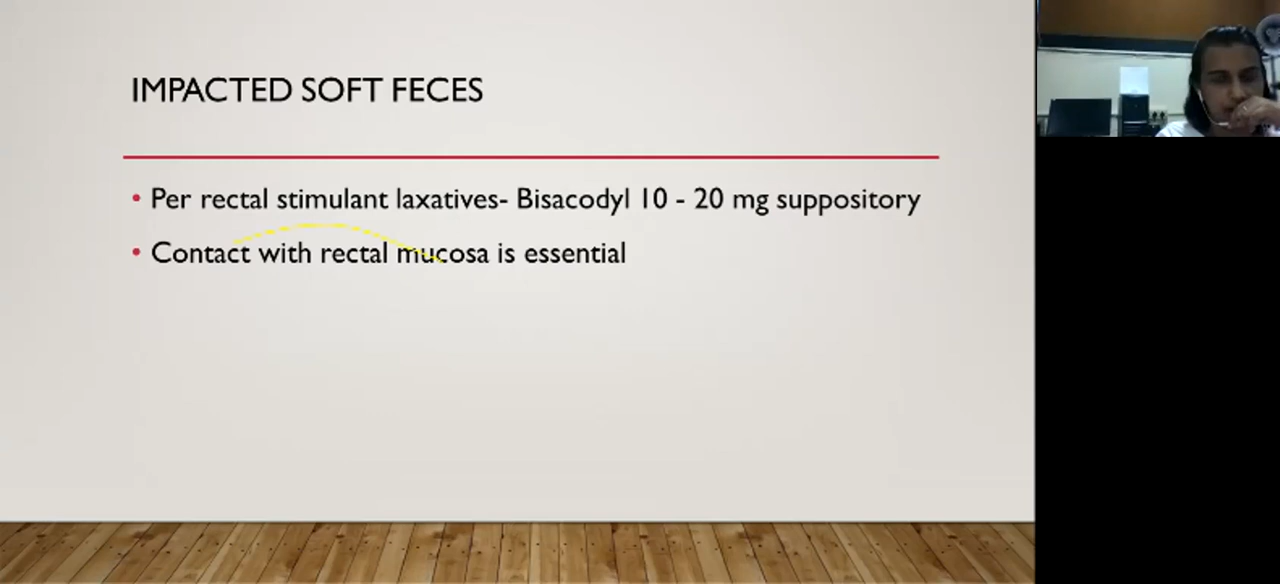 IMPACTED SOFT FECES
• Per rectal stimulant laxatives- Bisacodyl 10 - 20 mg suppository
• Contact with rectal mucosa is essential